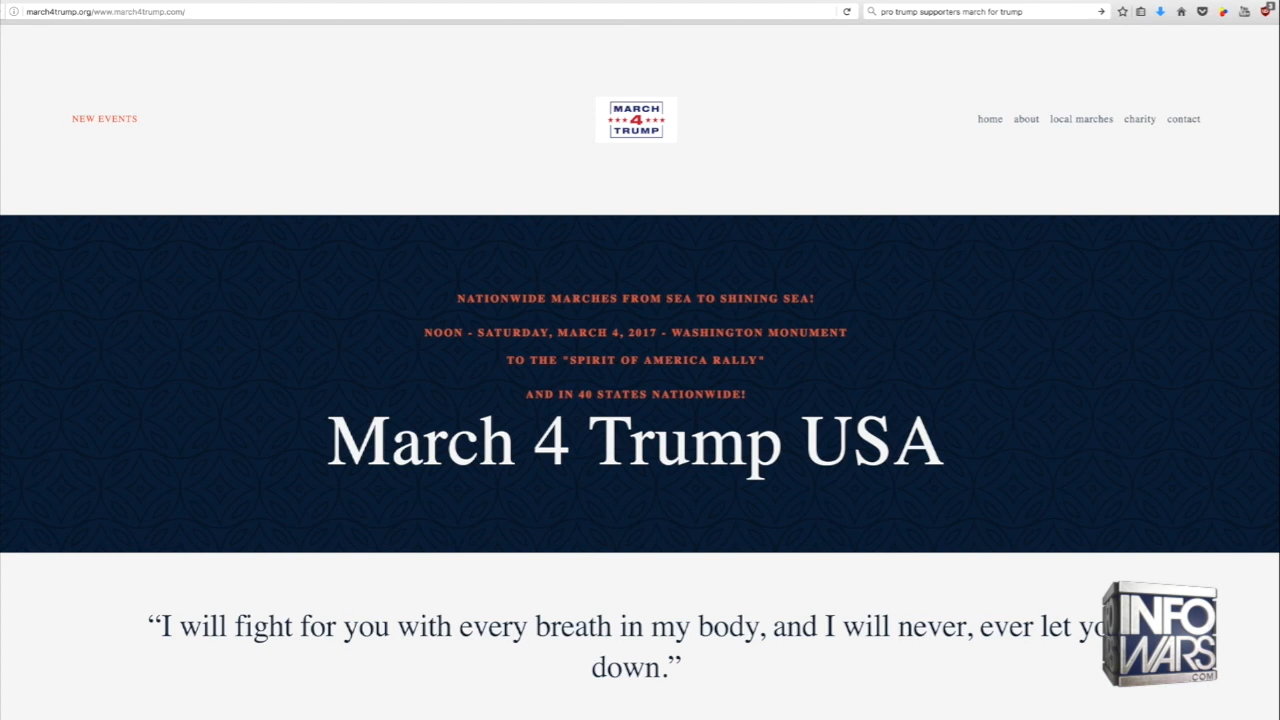 march4trump.org/www.march4trump.com/
pro trump supporters march for trump
NEW EVENTS
MARCH
4
TRUMP
home about local marches charity contact
NATIONWIDE MARCHES FROM SEA TO SHINING SEA!
NOON - SATURDAY, MARCH 4, 2017 - WASHINGTON MONUMENT
TO THE "SPIRIT OF AMERICA RALLY"
AND IN 40 STATES NATIONWIDE!
March 4 Trump USA
“I will fight for you with every breath in my body, and I will never, ever let you
down.”
INFO
WARS
.COM